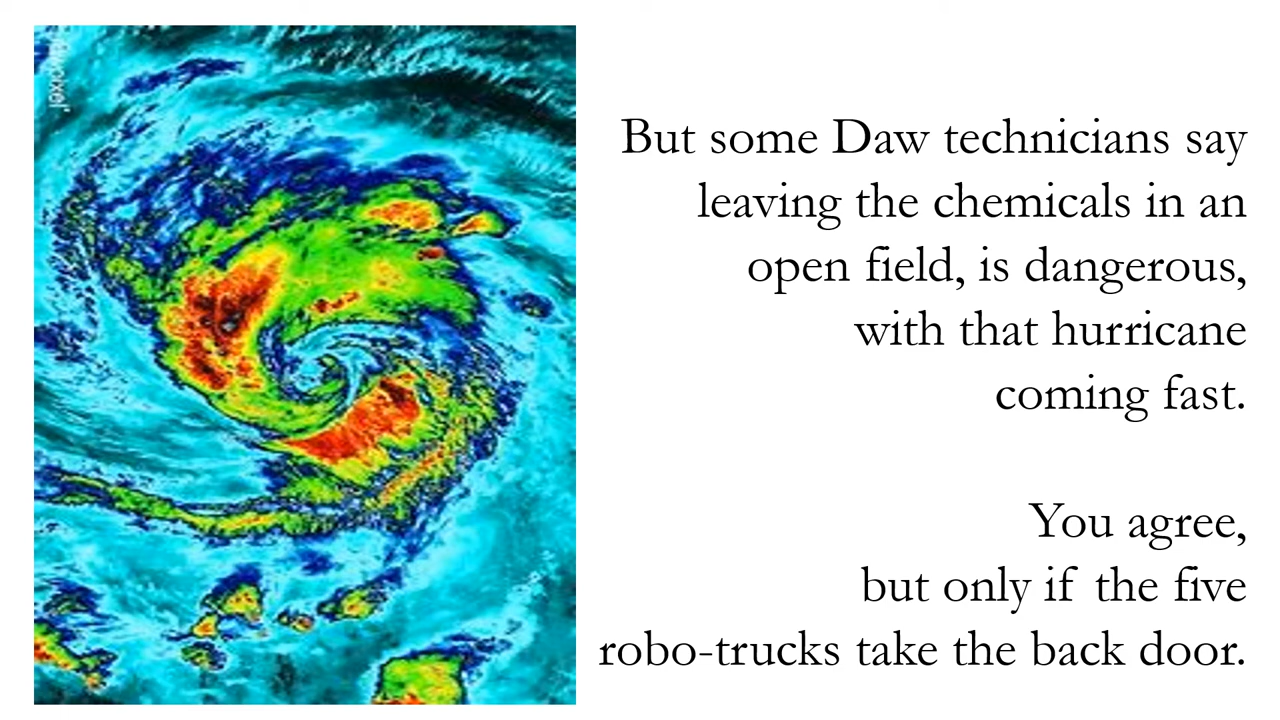 But some Daw technicians say
leaving the chemicals in an
open field, is dangerous,
with that hurricane
coming fast.
You agree,
but only if the five
robo-trucks take the back door.